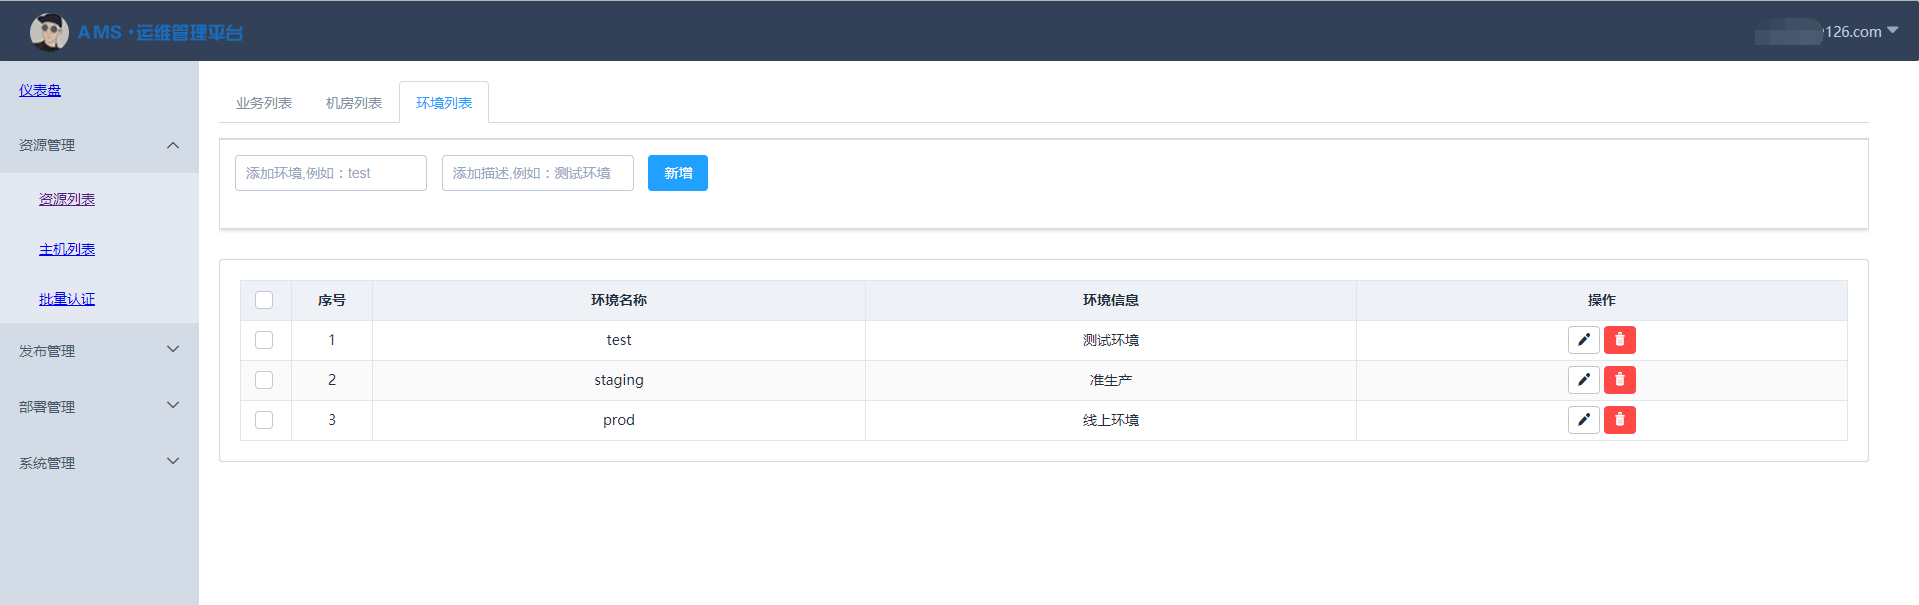 AMS·运维管理平台
126.com
仪表盘
资源管理
资源列表
主机列表
批量认证
发布管理
部署管理
系统管理
业务列表 机房列表 环境列表
添加环境,例如：test 添加描述,例如：测试环境 新增
序号 环境名称 环境信息 操作
1 test 测试环境
2 staging 准生产
3 prod 线上环境